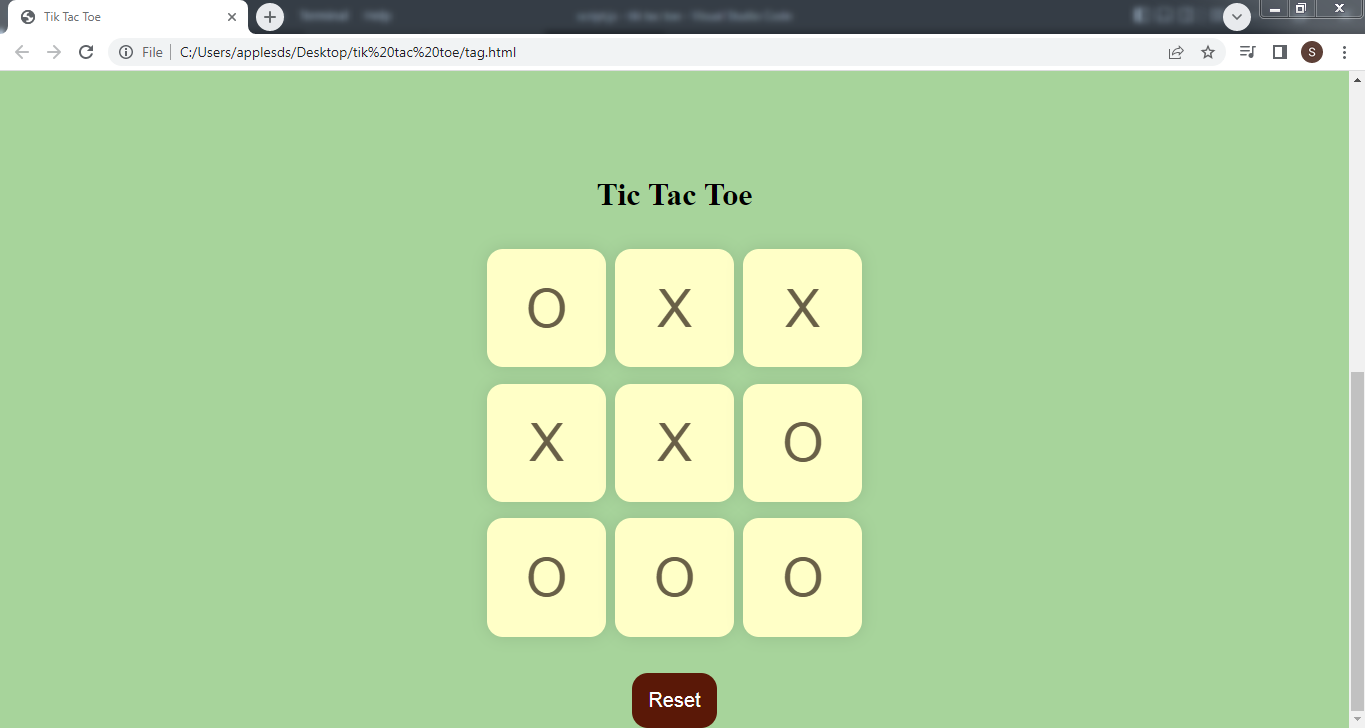 Tik Tac Toe
Terminal Help
script.js - tik tac toe - Visual Studio Code
File C:/Users/applesds/Desktop/tik%20tac%20toe/tag.html
S
Tic Tac Toe
O X X
X X O
O O O
Reset